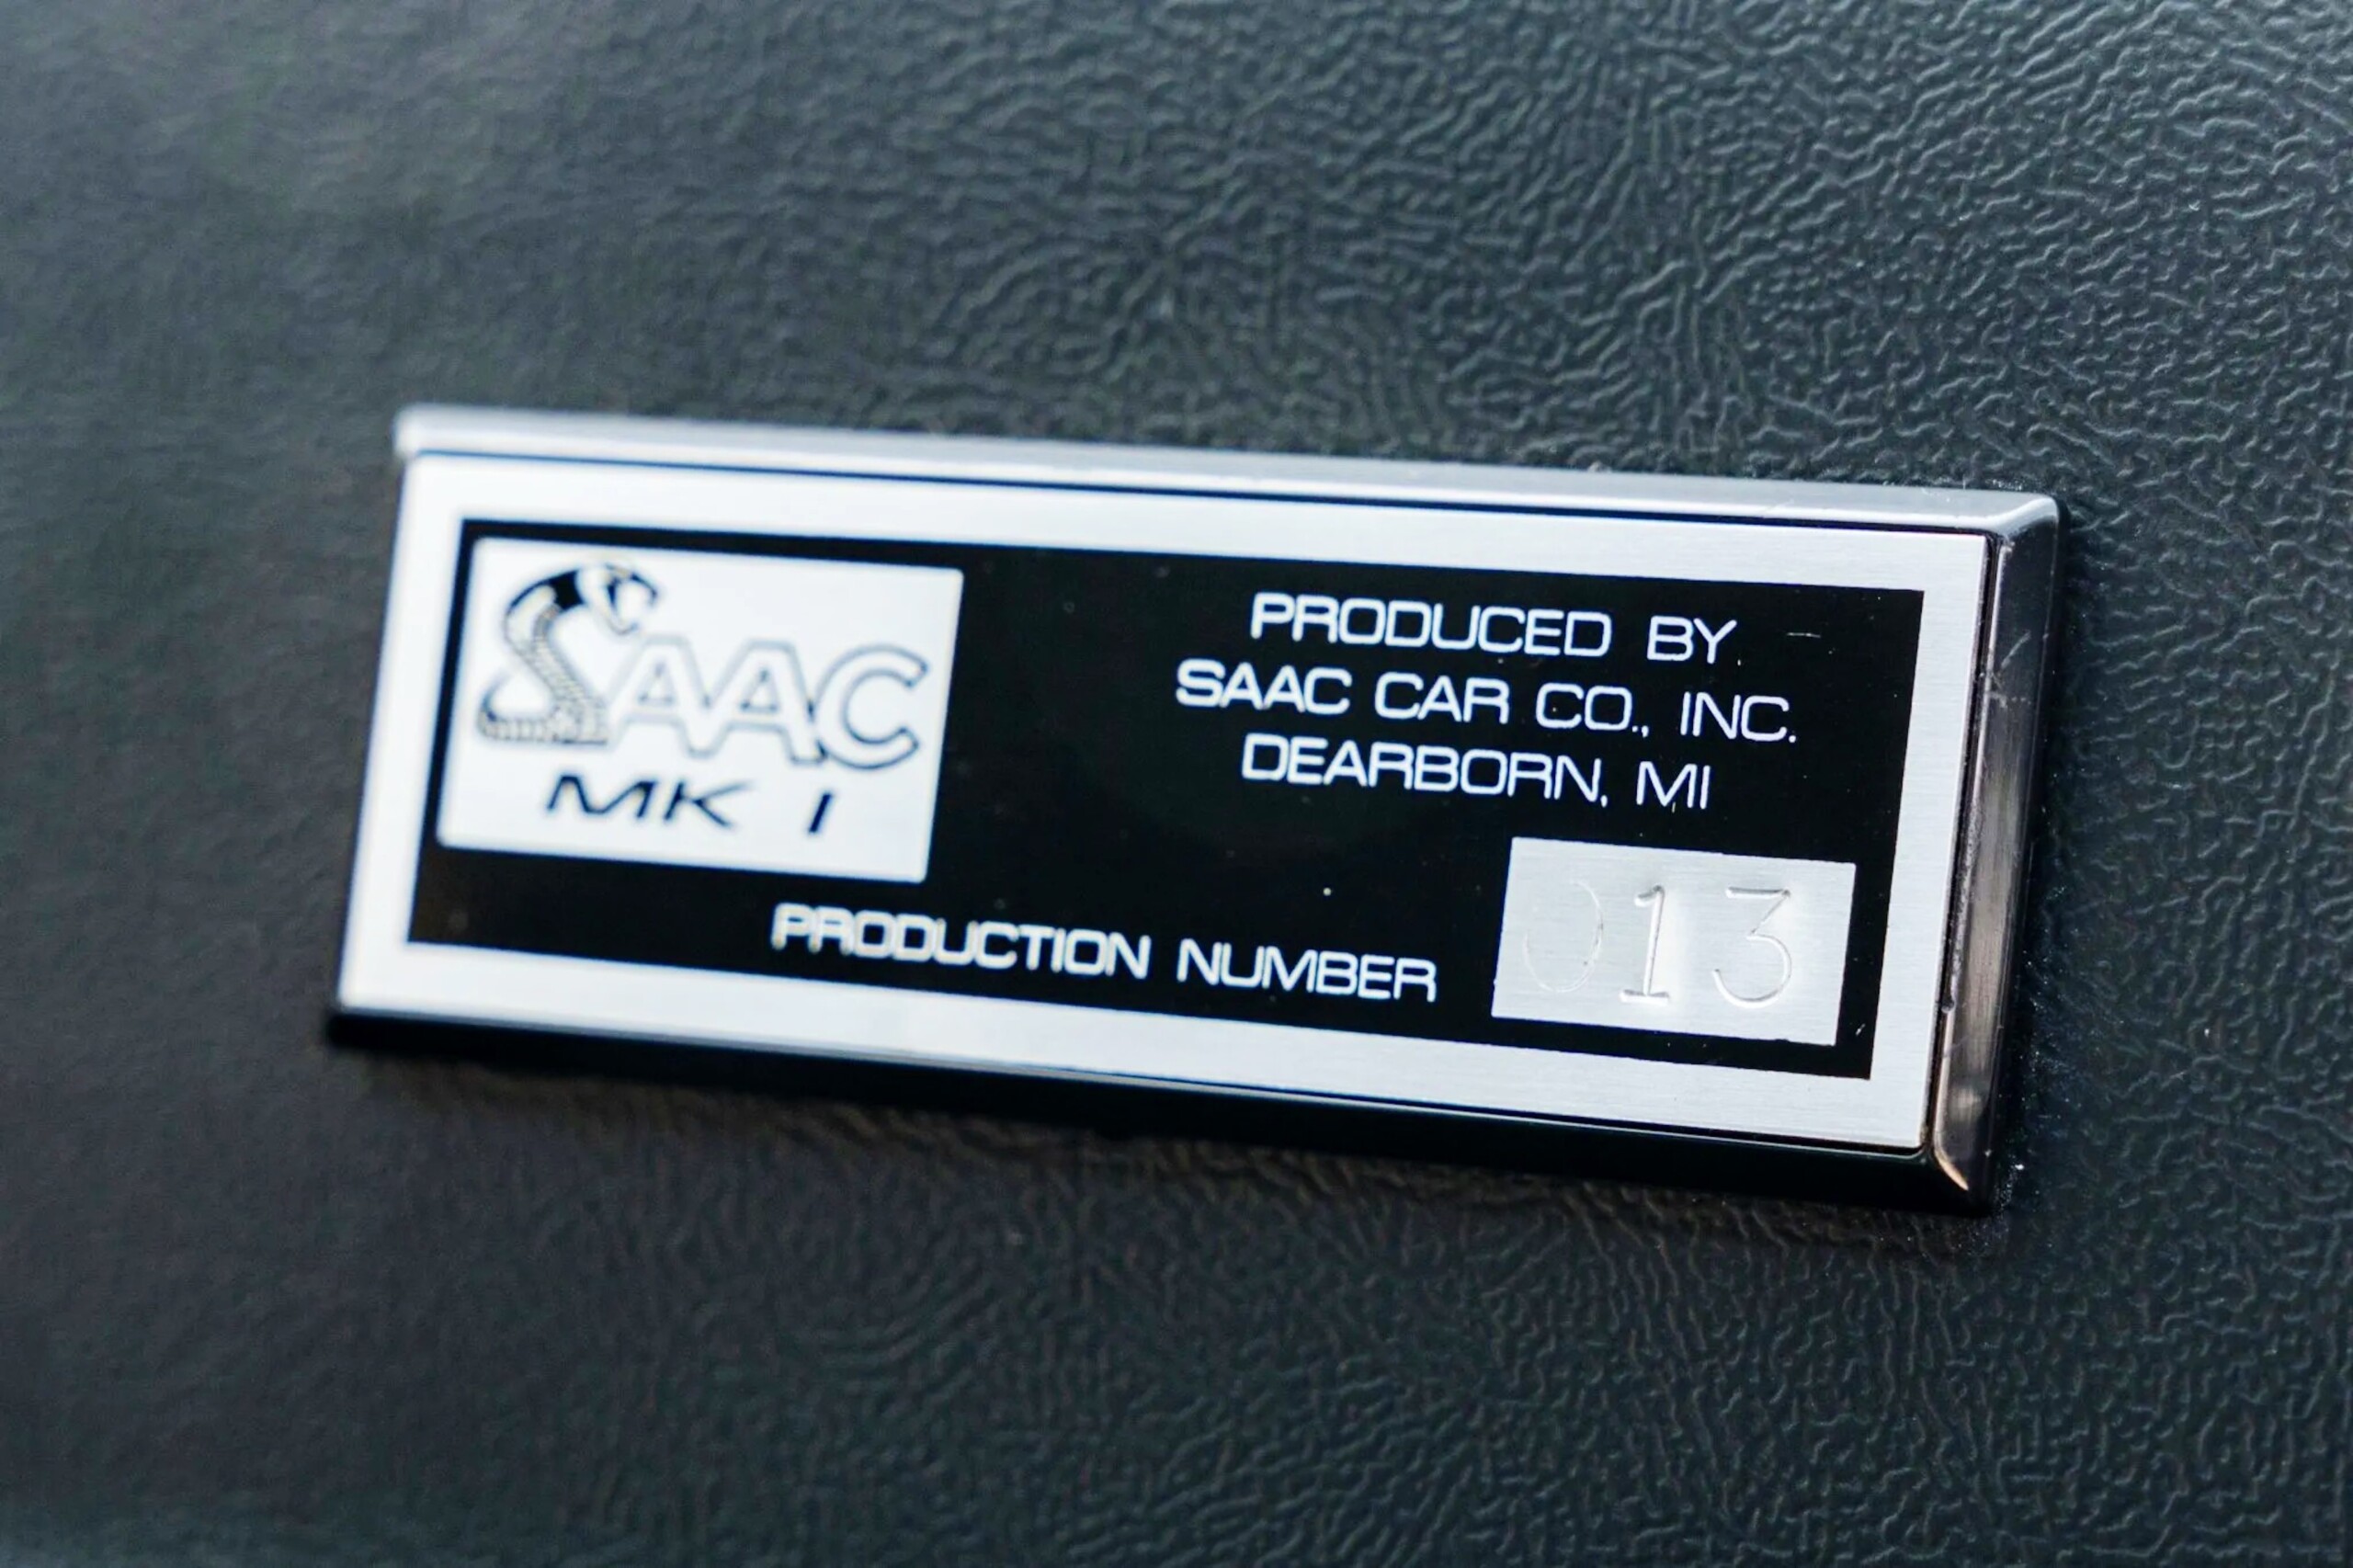 SAAC
MK I
PRODUCED BY
SAAC CAR CO., INC.
DEARBORN, MI
PRODUCTION NUMBER 013